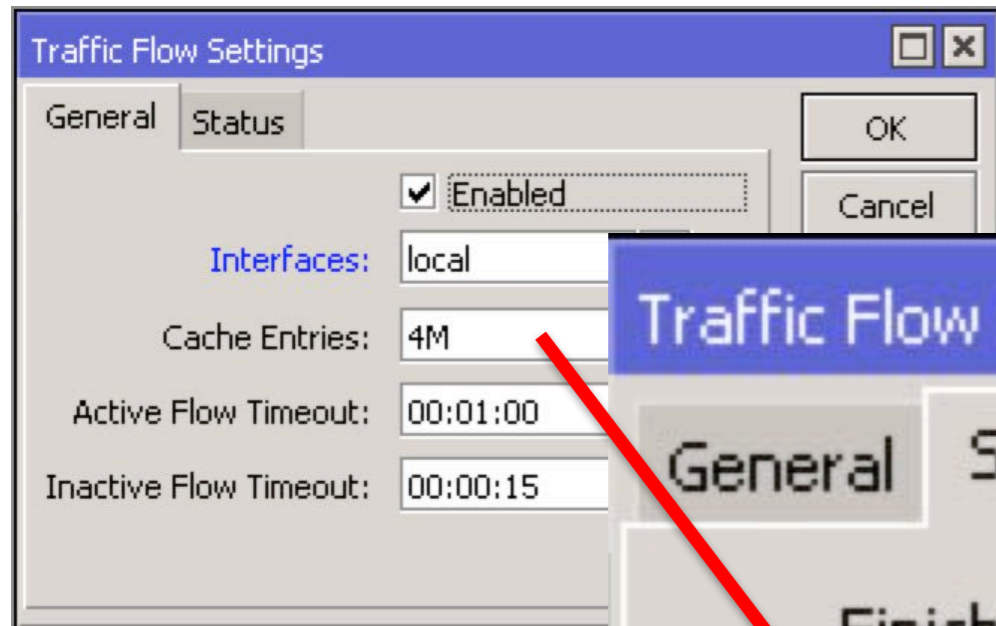 Traffic Flow Settings
General Status
OK
Enabled
Cancel
Interfaces: local
Cache Entries: 4M
Active Flow Timeout: 00:01:00
Inactive Flow Timeout: 00:00:15
Traffic Flow
General